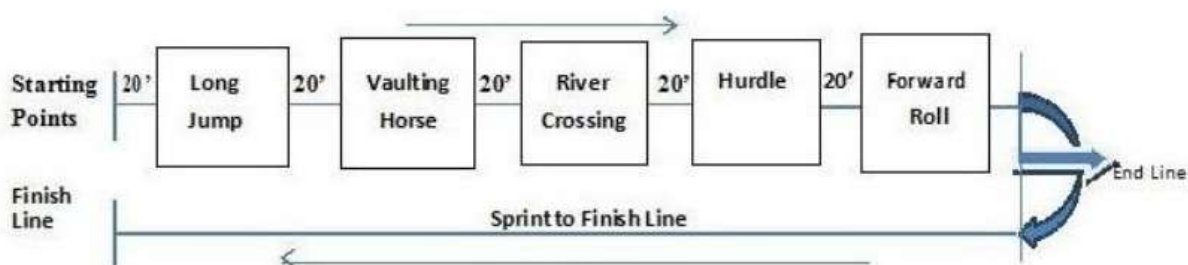 Starting Points
20’
Long Jump
20’
Vaulting Horse
20’
River Crossing
20’
Hurdle
20’
Forward Roll
End Line
Finish Line
Sprint to Finish Line